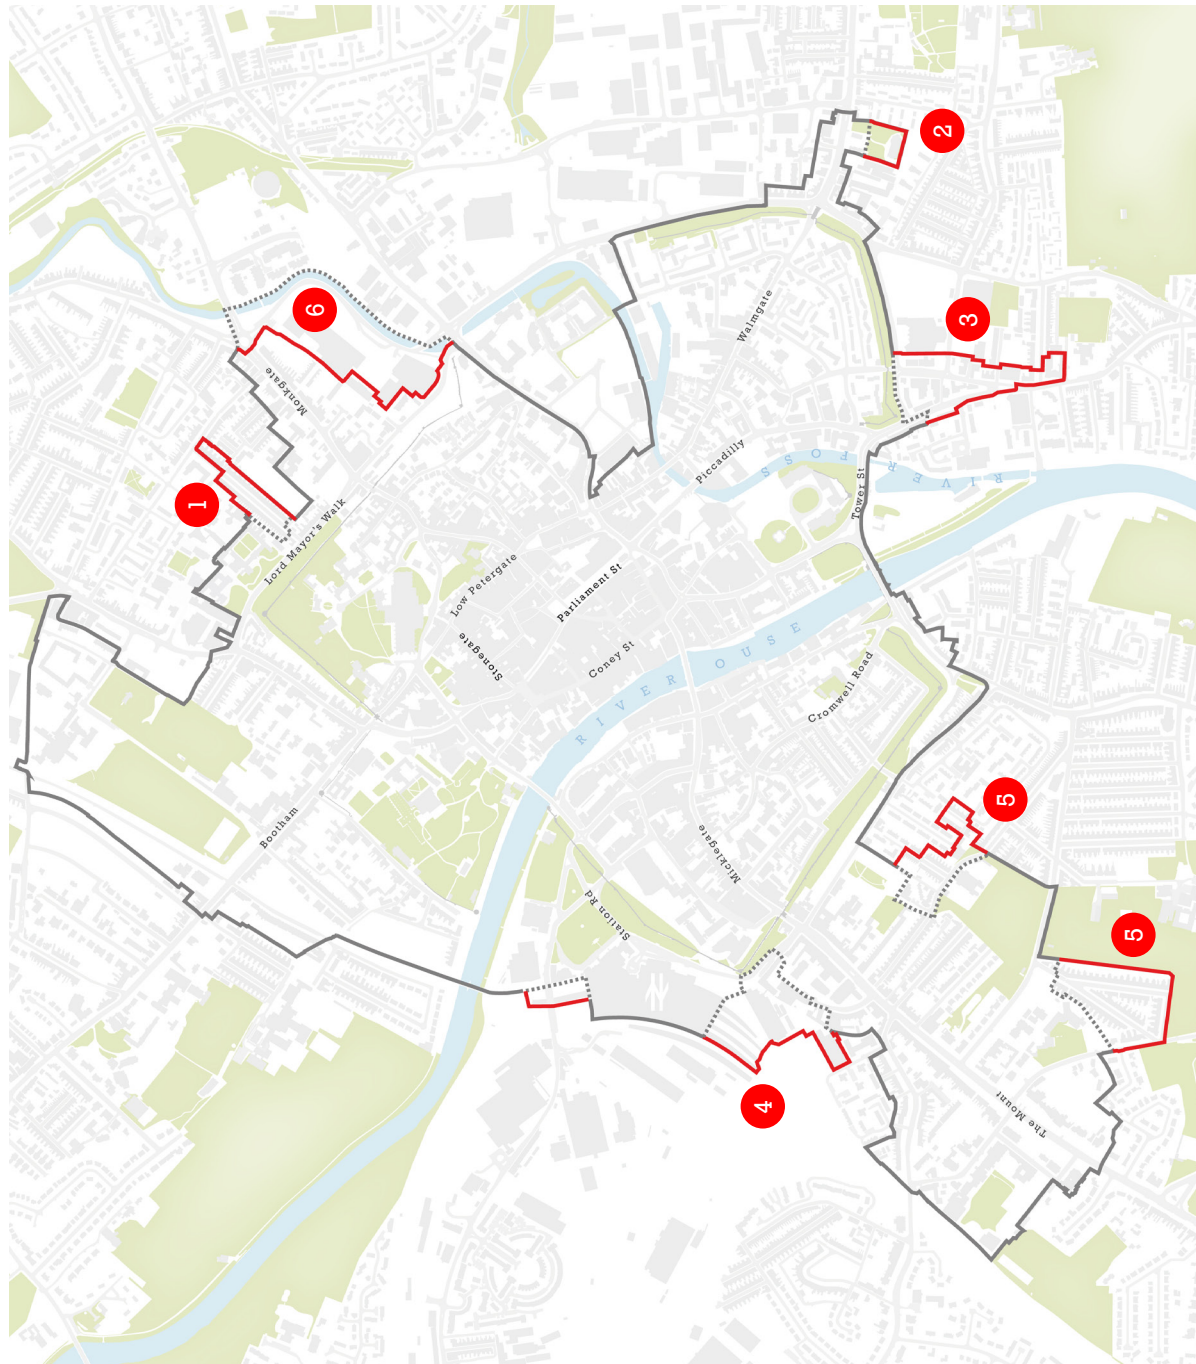 1
2
3
4
5
5
6
Monkgate
Lord Mayor's Walk
Low Petergate
Stonegate
Parliament St
Coney St
Piccadilly
Walmgate
Tower St
RIVER FOSS
RIVER OUSE
Cromwell Road
Micklegate
Station Rd
Bootham
The Mount